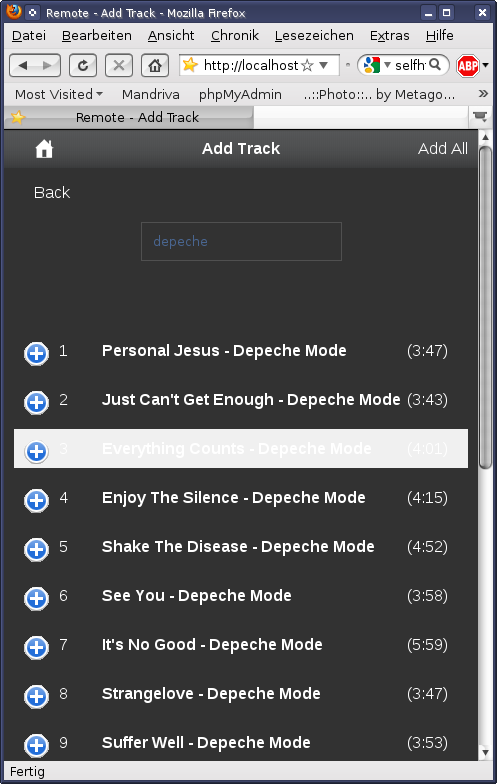 Remote - Add Track - Mozilla Firefox
Datei Bearbeiten Ansicht Chronik Lesezeichen Extras Hilfe
http://localhost selfh ABP
Most Visited Mandriva phpMyAdmin ..::Photo::.. by Metago... »
Remote - Add Track
Add Track Add All
Back
depeche
1 Personal Jesus - Depeche Mode (3:47)
2 Just Can't Get Enough - Depeche Mode (3:43)
3 Everything Counts - Depeche Mode (4:01)
4 Enjoy The Silence - Depeche Mode (4:15)
5 Shake The Disease - Depeche Mode (4:52)
6 See You - Depeche Mode (3:58)
7 It's No Good - Depeche Mode (5:59)
8 Strangelove - Depeche Mode (3:47)
9 Suffer Well - Depeche Mode (3:53)
Fertig